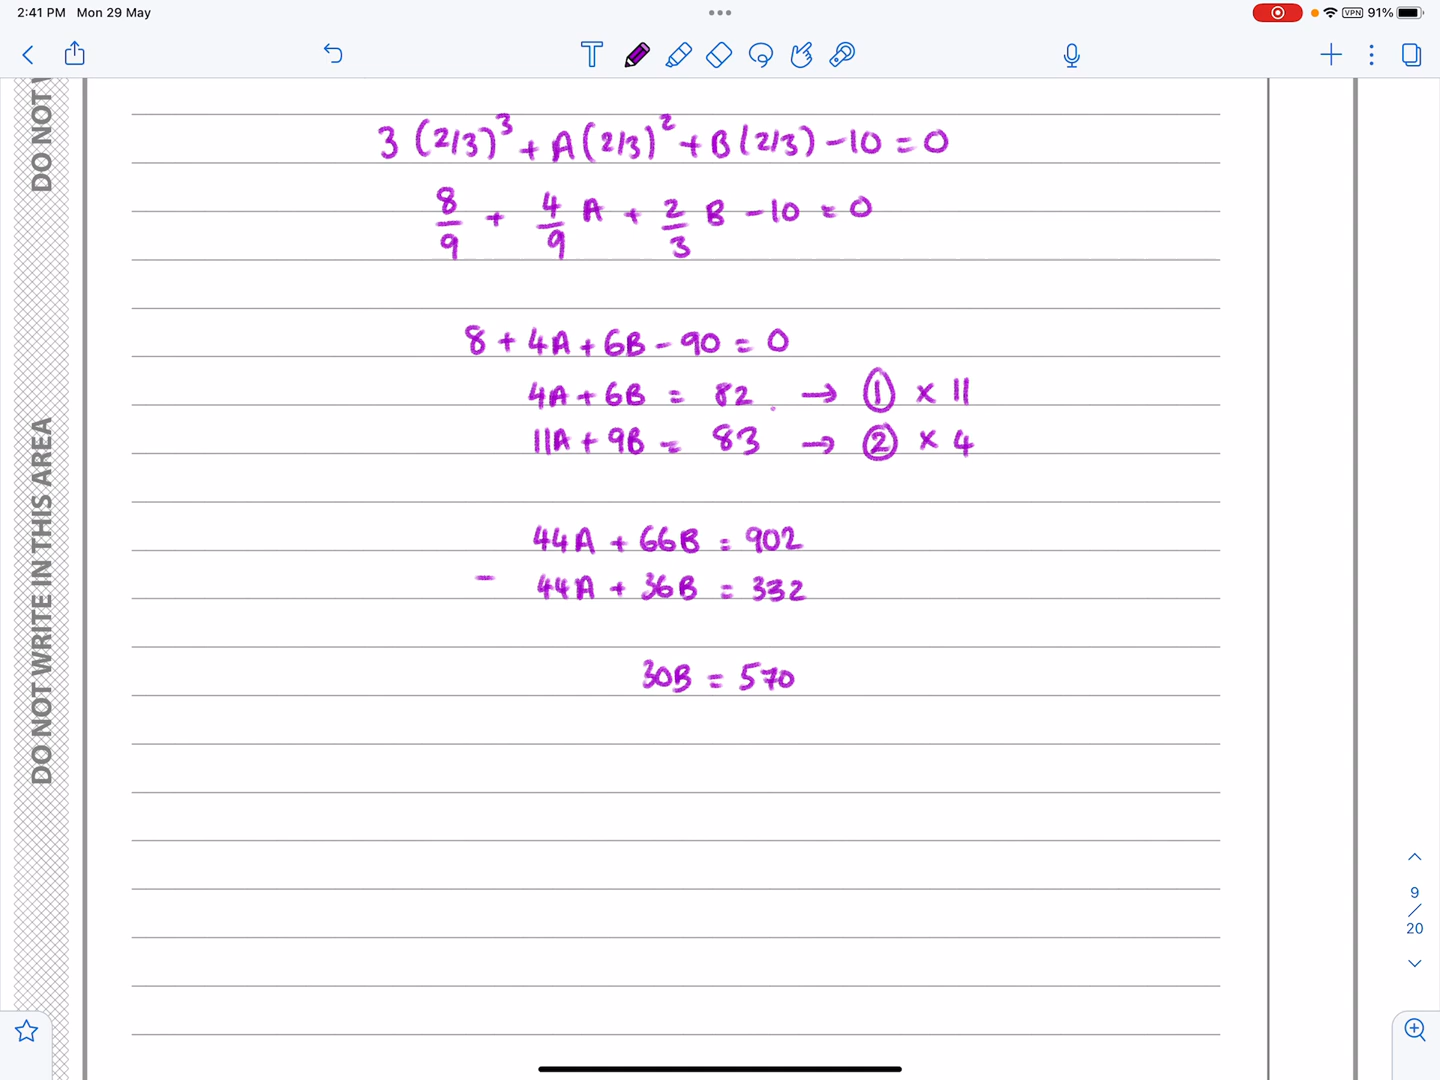 2:41 PM Mon 29 May
VPN 91%
T
DO NOT
DO NOT WRITE IN THIS AREA
3 (2/3)³ + A(2/3)² + B(2/3) - 10 = 0
8/9 + 4/9 A + 2/3 B - 10 = 0
8 + 4A + 6B - 90 = 0
4A + 6B = 82 → ① × 11
11A + 9B = 83 → ② × 4
44A + 66B = 902
- 44A + 36B = 332
30B = 570
9
/
20